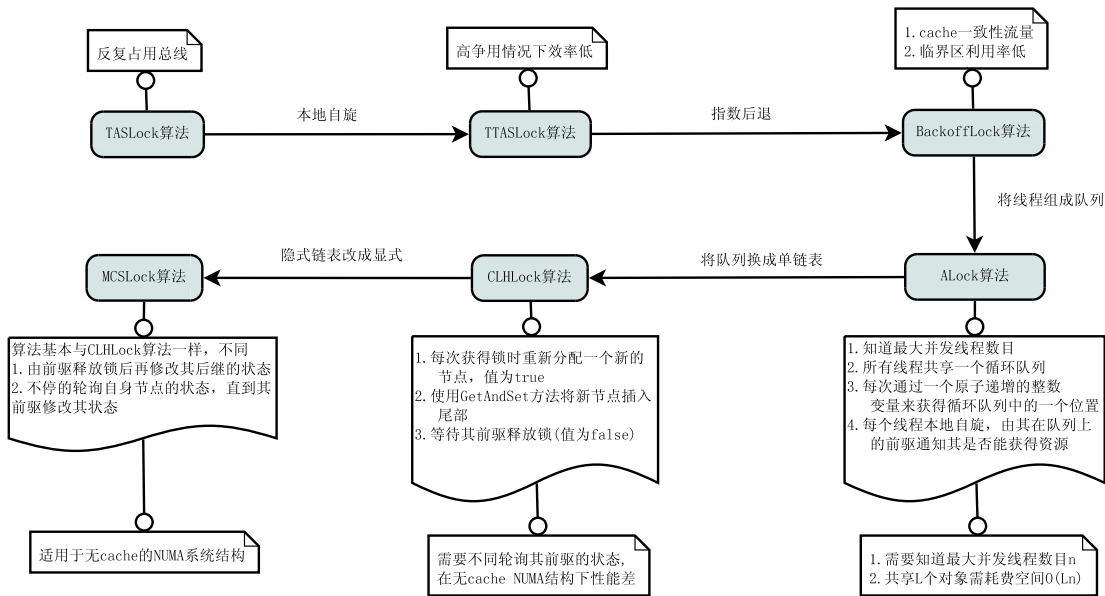 反复占用总线
高争用情况下效率低
1.cache一致性流量
2.临界区利用率低
TASLock算法
本地自旋
TTASLock算法
指数后退
BackoffLock算法
将线程组成队列
MCSLock算法
隐式链表改成显式
CLHLock算法
将队列换成单链表
ALock算法
算法基本与CLHLock算法一样，不同
1.由前驱释放锁后再修改其后继的状态
2.不停的轮询自身节点的状态，直到其
前驱修改其状态
1.每次获得锁时重新分配一个新的
节点，值为true
2.使用GetAndSet方法将新节点插入
尾部
3.等待其前驱释放锁(值为false)
1.知道最大并发线程数目
2.所有线程共享一个循环队列
3.每次通过一个原子递增的整数
变量来获得循环队列中的一个位置
4.每个线程本地自旋，由其在队列上
的前驱通知其是否能获得资源
适用于无cache的NUMA系统结构
需要不同轮询其前驱的状态,
在无cache NUMA结构下性能差
1.需要知道最大并发线程数目n
2.共享L个对象需耗费空间O(Ln)